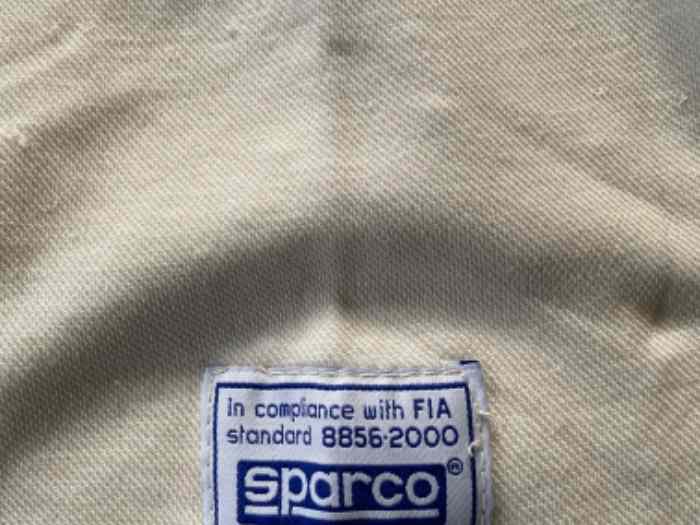 In compliance with FIA
standard 8856-2000
sparco®